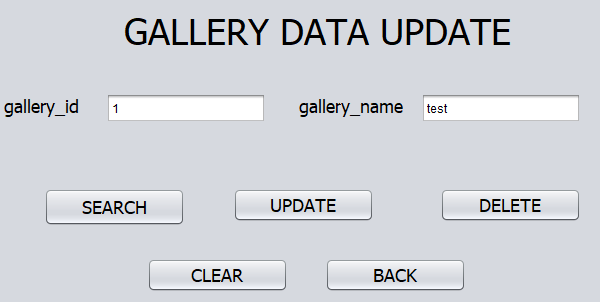 GALLERY DATA UPDATE
gallery_id 1 gallery_name test
SEARCH UPDATE DELETE
CLEAR BACK